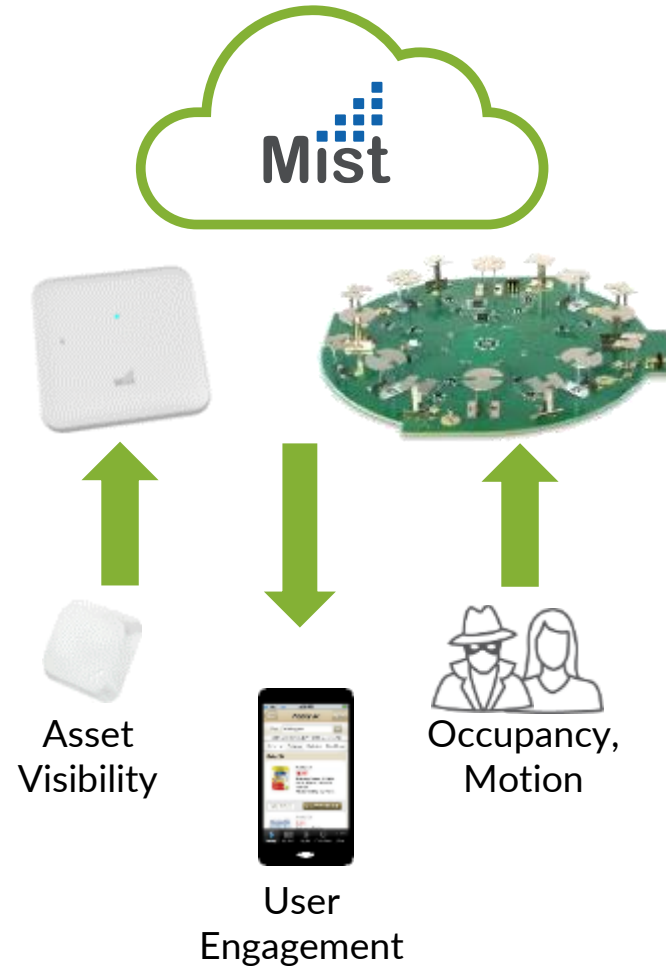 Mist
Asset
Visibility
Occupancy,
Motion
User
Engagement